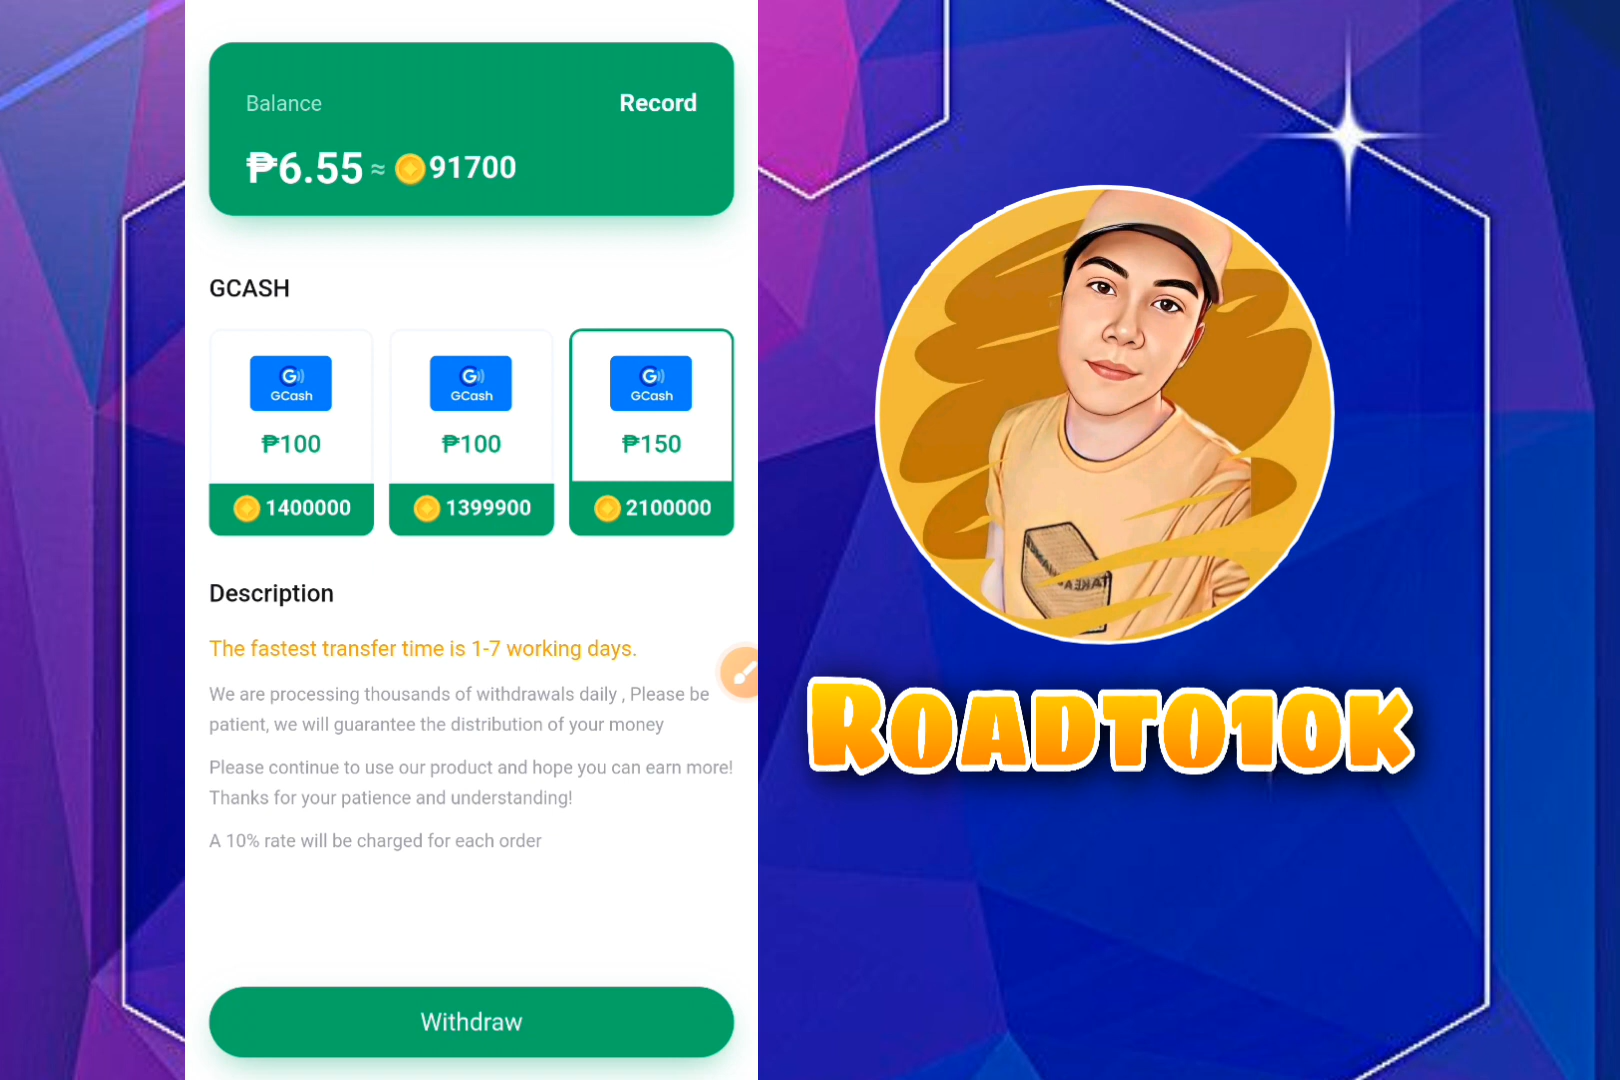 Balance
Record
₱6.55 ≈ 91700
GCASH
G
GCash
₱100
1400000
G
GCash
₱100
1399900
G
GCash
₱150
2100000
Description
The fastest transfer time is 1-7 working days.
We are processing thousands of withdrawals daily , Please be
patient, we will guarantee the distribution of your money
Please continue to use our product and hope you can earn more!
Thanks for your patience and understanding!
A 10% rate will be charged for each order
Withdraw
ROADTO10K